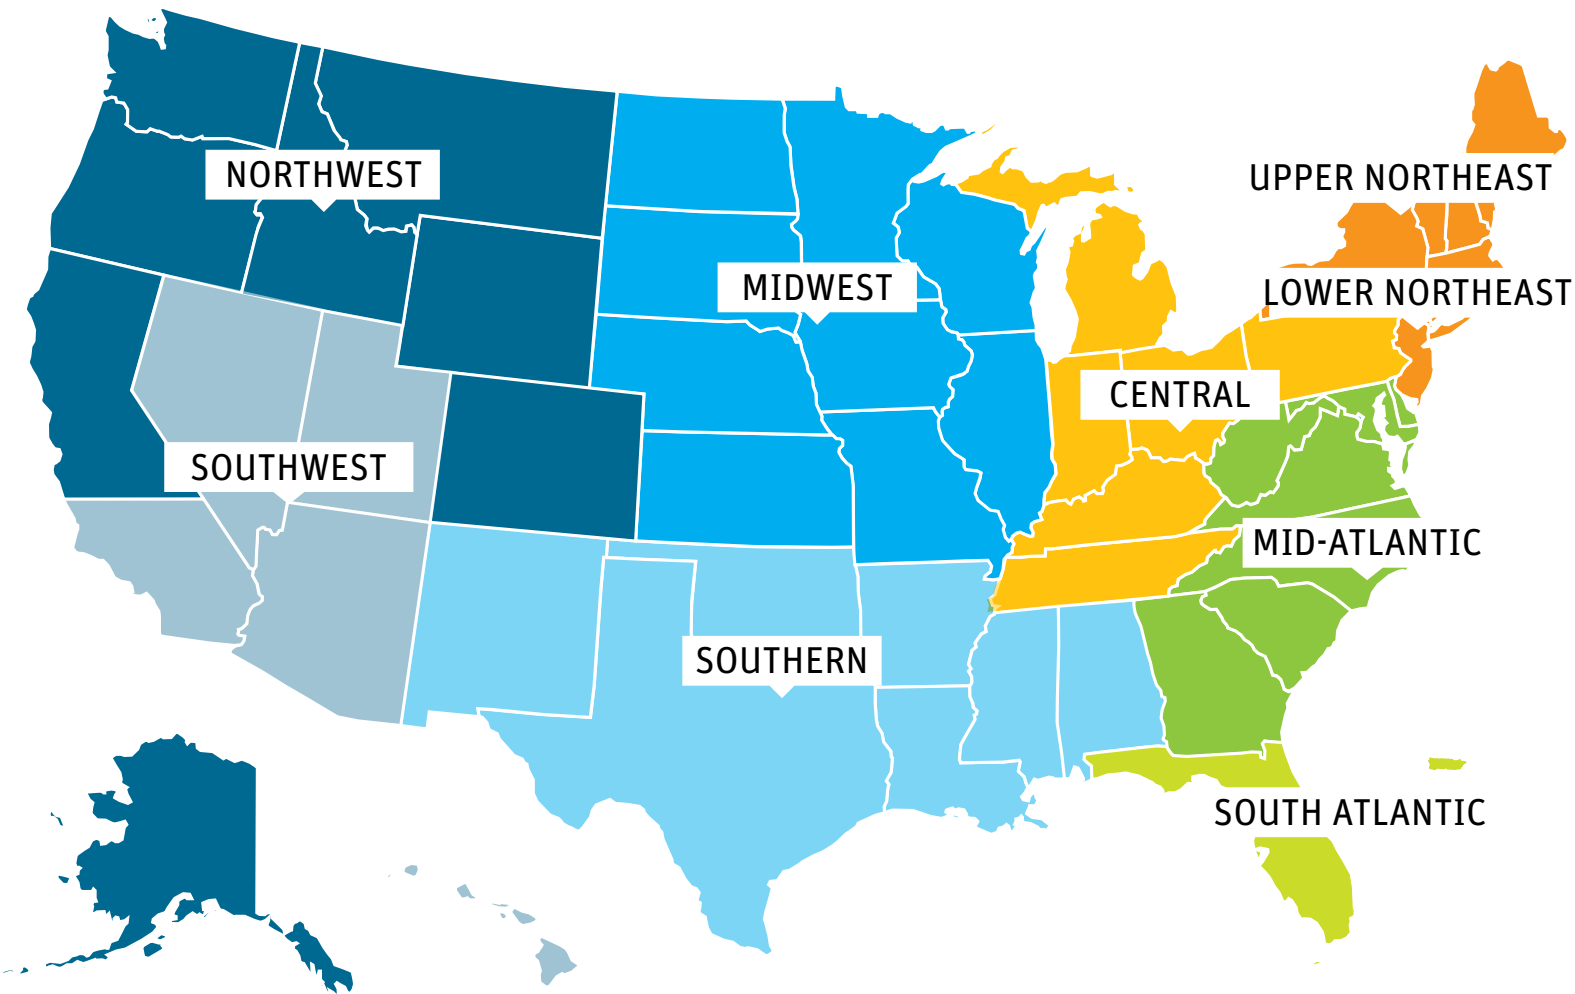 UPPER NORTHEAST
NORTHWEST
MIDWEST
LOWER NORTHEAST
CENTRAL
SOUTHWEST
MID-ATLANTIC
SOUTHERN
SOUTH ATLANTIC